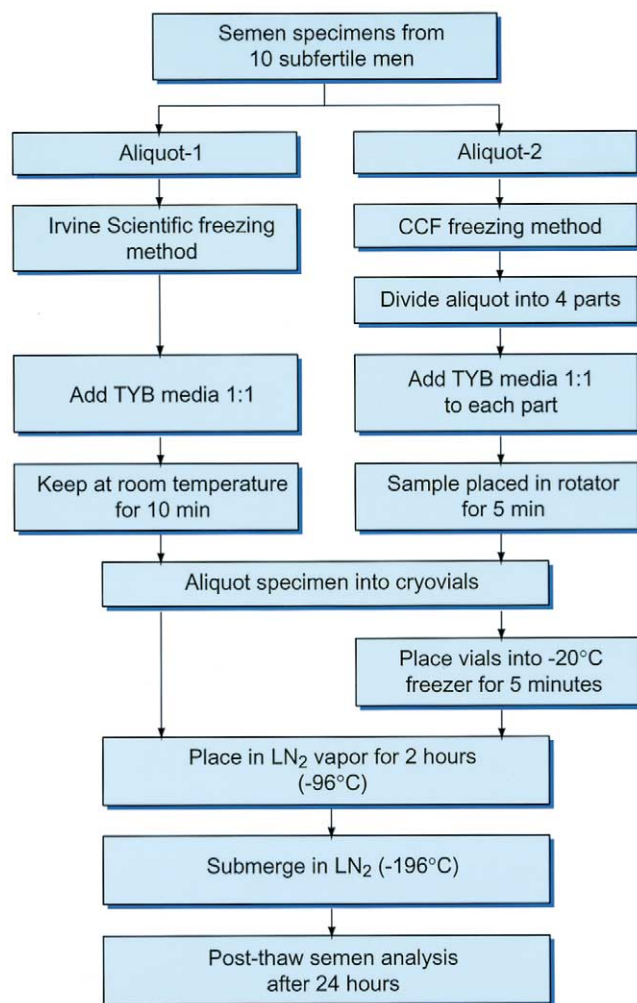 Semen specimens from
10 subfertile men
Aliquot-1
Aliquot-2
Irvine Scientific freezing
method
CCF freezing method
Divide aliquot into 4 parts
Add TYB media 1:1
Add TYB media 1:1
to each part
Keep at room temperature
for 10 min
Sample placed in rotator
for 5 min
Aliquot specimen into cryovials
Place vials into -20°C
freezer for 5 minutes
Place in LN₂ vapor for 2 hours
(-96°C)
Submerge in LN₂ (-196°C)
Post-thaw semen analysis
after 24 hours